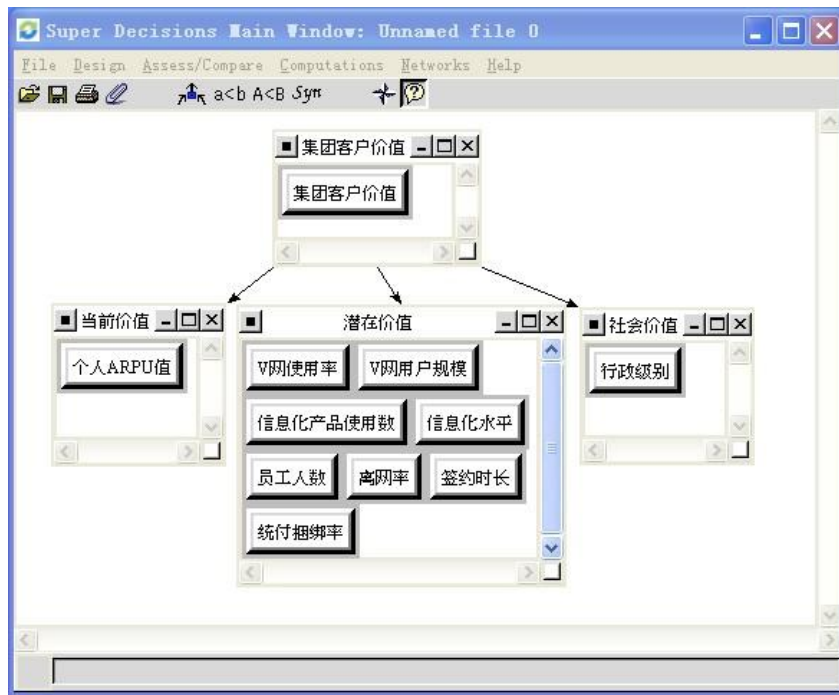 Super Decisions Main Window: Unnamed file 0
File Design Assess/Compare Computations Networks Help
a<b A<B Syn
集团客户价值
集团客户价值
当前价值
个人ARPU值
潜在价值
V网使用率 V网用户规模
信息化产品使用数 信息化水平
员工人数 离网率 签约时长
统付捆绑率
社会价值
行政级别